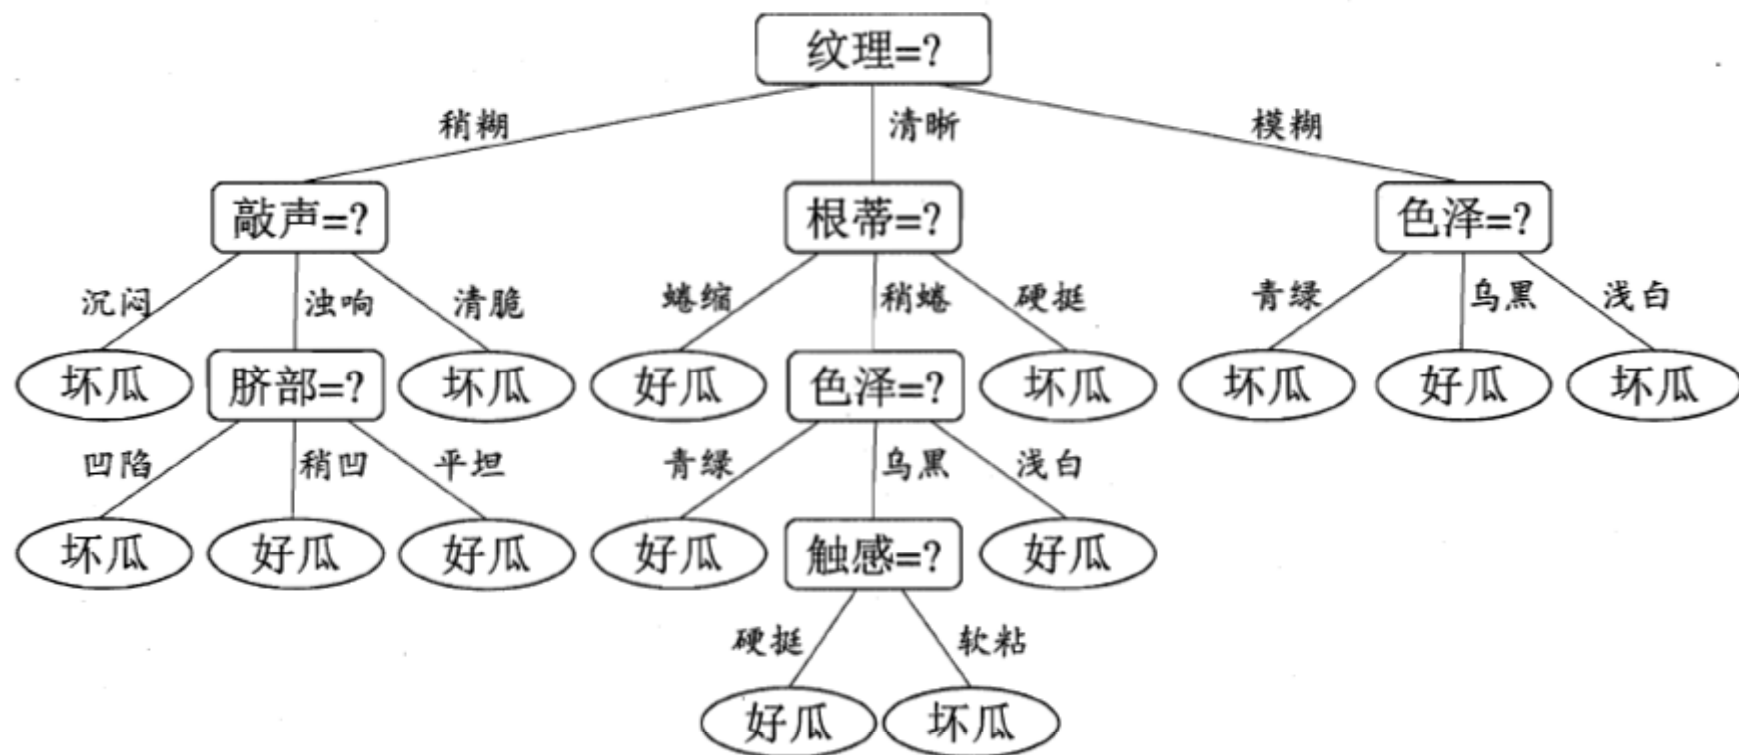 纹理=?
稍糊 清晰 模糊
敲声=? 根蒂=? 色泽=?
沉闷 浊响 清脆 蜷缩 稍蜷 硬挺 青绿 乌黑 浅白
坏瓜 脐部=? 坏瓜 好瓜 色泽=? 坏瓜 坏瓜 好瓜 坏瓜
凹陷 稍凹 平坦 青绿 乌黑 浅白
坏瓜 好瓜 好瓜 好瓜 触感=? 好瓜
硬挺 软粘
好瓜 坏瓜